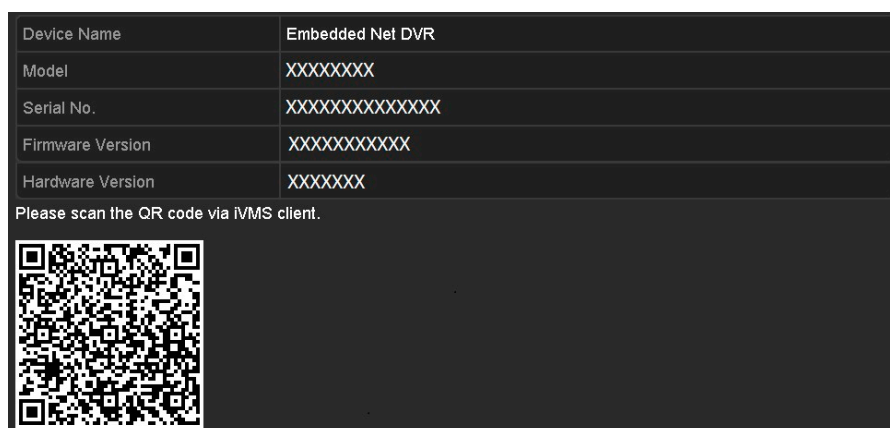 Device Name Embedded Net DVR
Model XXXXXXXX
Serial No. XXXXXXXXXXXXXX
Firmware Version XXXXXXXXXXX
Hardware Version XXXXXXX
Please scan the QR code via iVMS client.